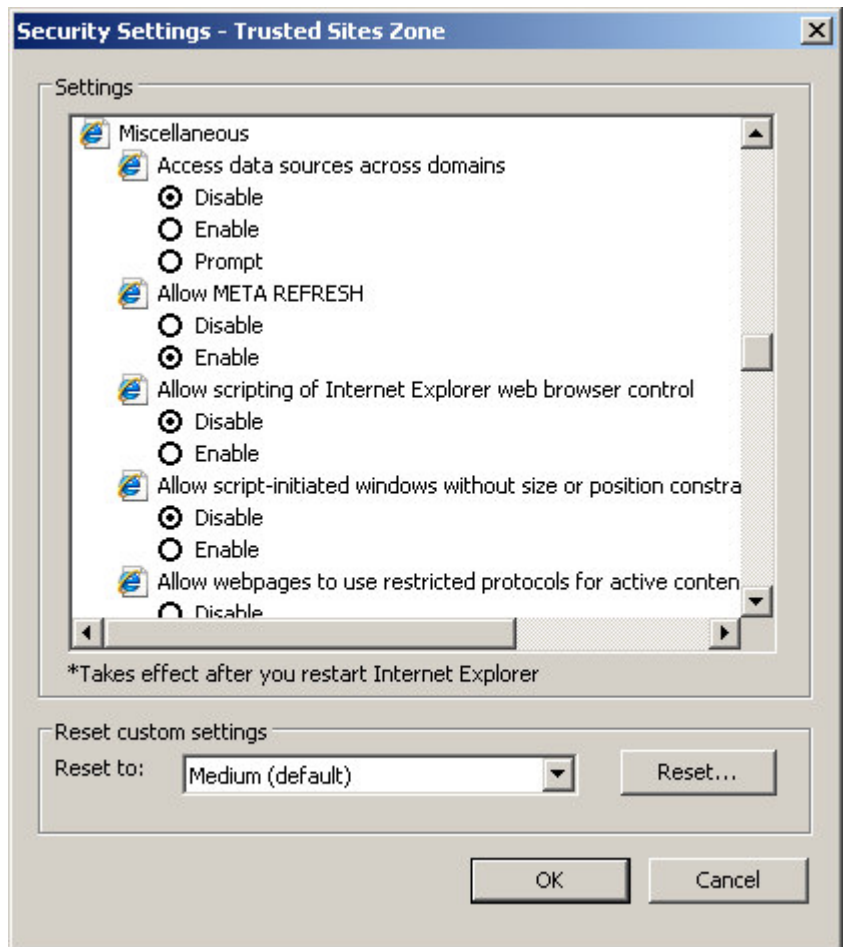 Security Settings - Trusted Sites Zone
Settings
Miscellaneous
Access data sources across domains
Disable
Enable
Prompt
Allow META REFRESH
Disable
Enable
Allow scripting of Internet Explorer web browser control
Disable
Enable
Allow script-initiated windows without size or position constra
Disable
Enable
Allow webpages to use restricted protocols for active conten
Disable
*Takes effect after you restart Internet Explorer
Reset custom settings
Reset to: Medium (default) Reset...
OK Cancel